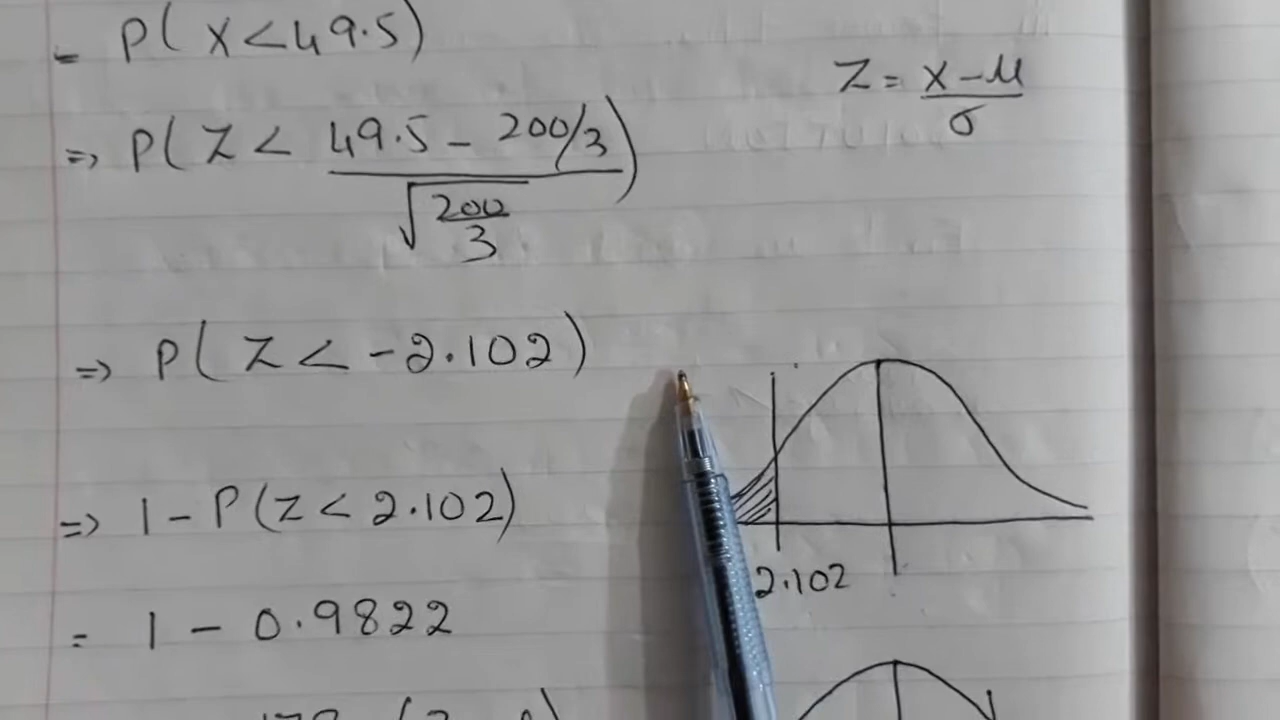 = P(X<49.5)
Z = X-μ/σ
=> P(Z < 49.5 - 200/3 / √200/3)
=> P(Z < -2.102)
=> 1-P(Z < 2.102)
2.102
= 1 - 0.9822